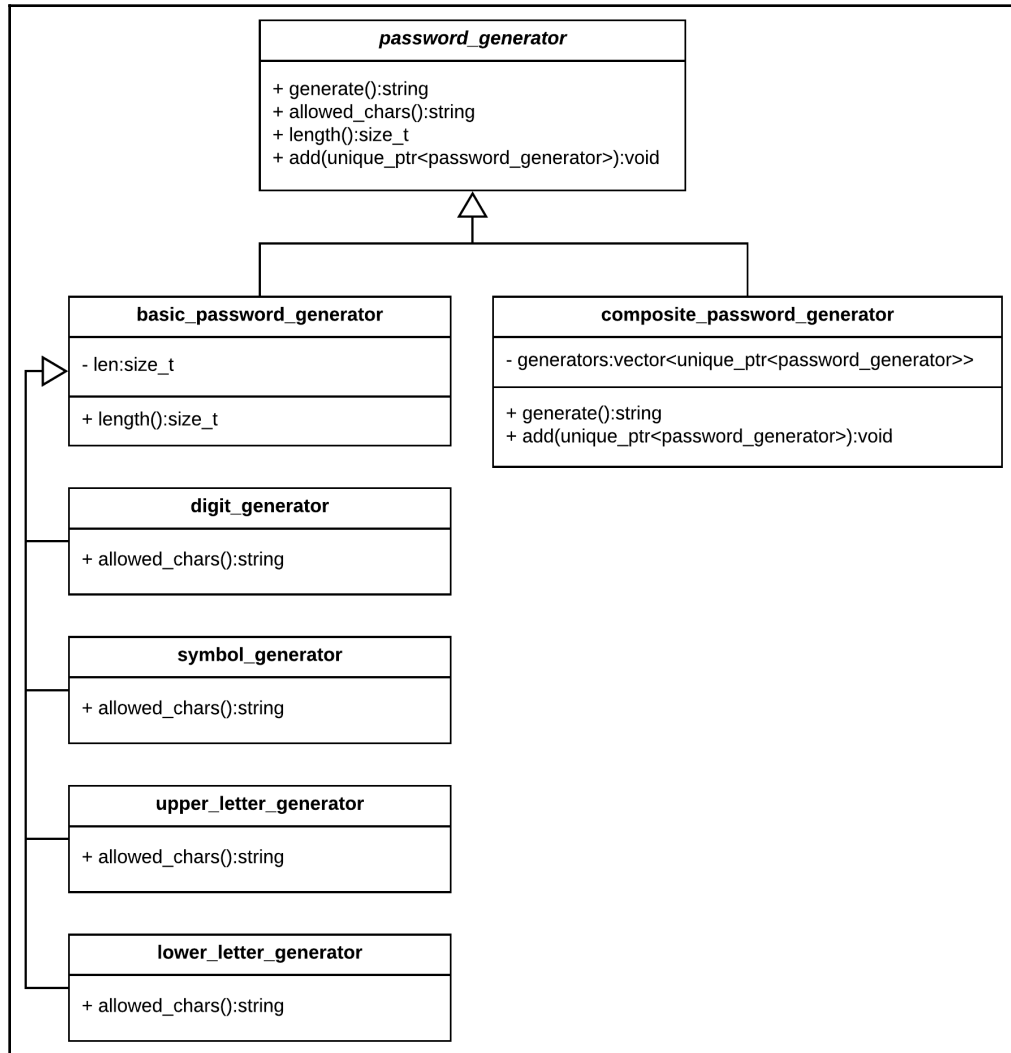 password_generator
+ generate():string
+ allowed_chars():string
+ length():size_t
+ add(unique_ptr<password_generator>):void
basic_password_generator
- len:size_t
+ length():size_t
composite_password_generator
- generators:vector<unique_ptr<password_generator>>
+ generate():string
+ add(unique_ptr<password_generator>):void
digit_generator
+ allowed_chars():string
symbol_generator
+ allowed_chars():string
upper_letter_generator
+ allowed_chars():string
lower_letter_generator
+ allowed_chars():string